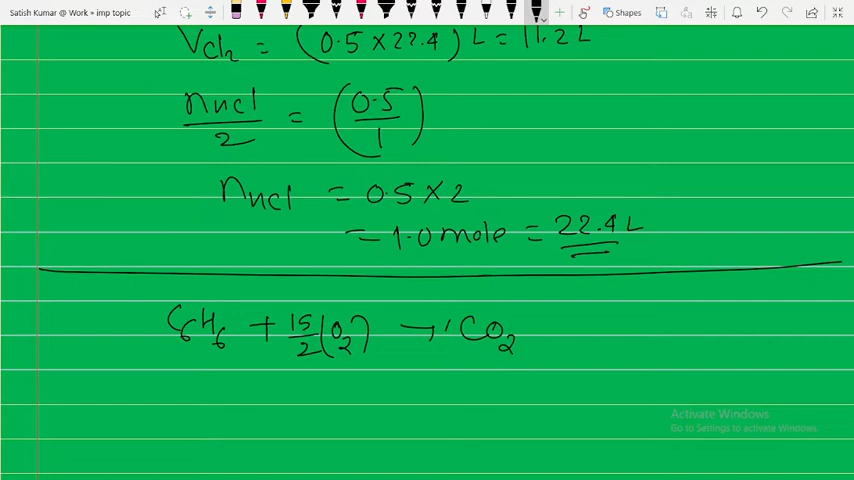 Satish Kumar @ Work » imp topic
Shapes
VCl2 = (0.5 × 22.4) L = 11.2 L
nHCl/2 = (0.5/1)
nHCl = 0.5 × 2
= 1.0 mole = 22.4 L
C6H6 + 15/2 (O2) → CO2
Activate Windows
Go to Settings to activate Windows.